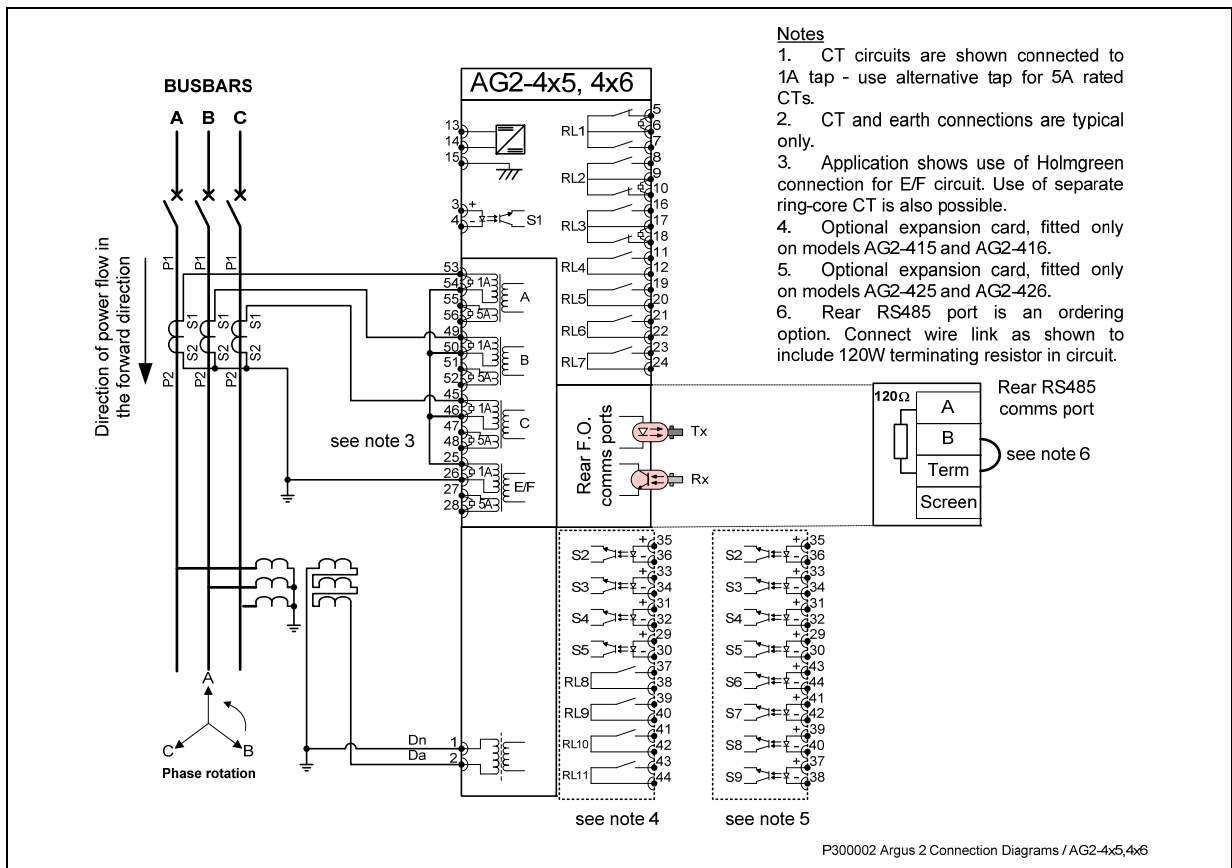 Notes
1. CT circuits are shown connected to
1A tap - use alternative tap for 5A rated
CTs.
2. CT and earth connections are typical
only.
3. Application shows use of Holmgreen
connection for E/F circuit. Use of separate
ring-core CT is also possible.
4. Optional expansion card, fitted only
on models AG2-415 and AG2-416.
5. Optional expansion card, fitted only
on models AG2-425 and AG2-426.
6. Rear RS485 port is an ordering
option. Connect wire link as shown to
include 120W terminating resistor in circuit.
BUSBARS
A B C
Direction of power flow in
the forward direction
P1 P1 P1
S1 S1 S1
S2 S2 S2
P2 P2 P2
see note 3
A
C B
Phase rotation
AG2-4x5, 4x6
13
14
15
3 +
4 -
S1
53
54 1A
55
56 5A
A
49
50 1A
51
52 5A
B
45
46 1A
47
48 5A
C
25
26 1A
27
28 5A
E/F
Dn 1
Da 2
RL1
5
6
7
RL2
8
9
10
RL3
16
17
18
RL4
11
12
RL5
19
20
RL6
21
22
RL7
23
24
Rear F.O.
comms ports
Tx
Rx
120Ω
A
B
Term
Screen
Rear RS485
comms port
see note 6
S2 + 35
- 36
S3 + 33
- 34
S4 + 31
- 32
S5 + 29
- 30
RL8 37
38
RL9 39
40
RL10 41
42
RL11 43
44
see note 4
S2 + 35
- 36
S3 + 33
- 34
S4 + 31
- 32
S5 + 29
- 30
S6 + 43
- 44
S7 + 41
- 42
S8 + 39
- 40
S9 + 37
- 38
see note 5
P300002 Argus 2 Connection Diagrams / AG2-4x5,4x6